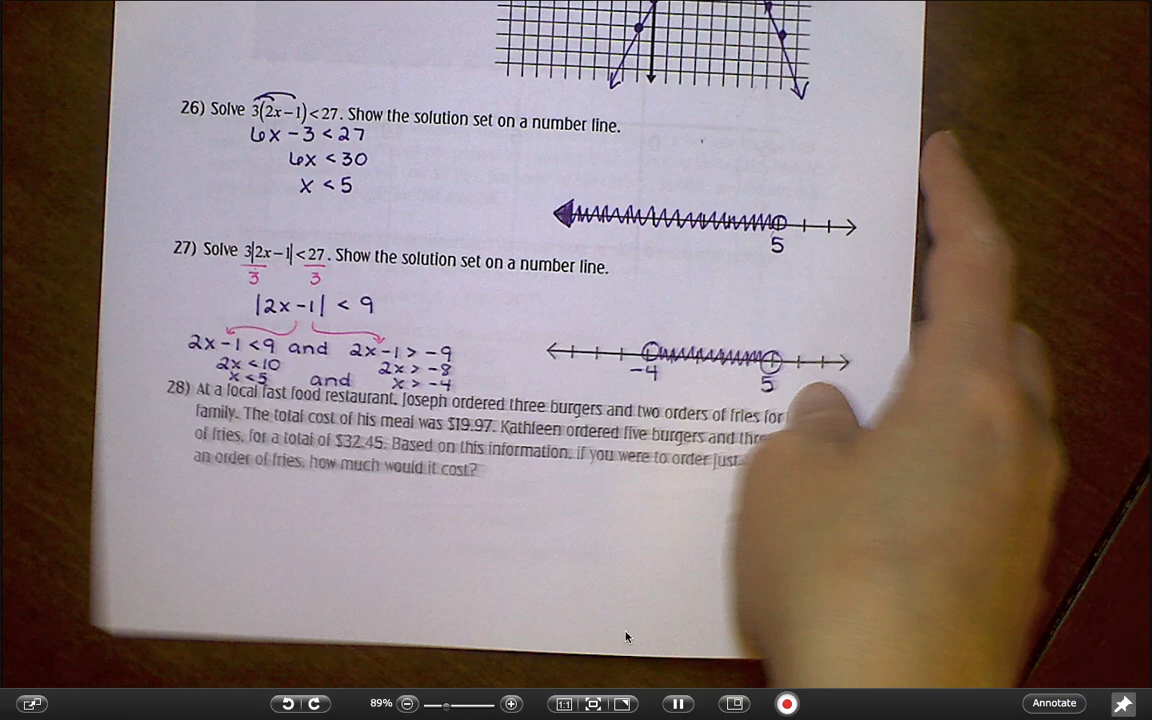 26) Solve 3(2x-1)<27. Show the solution set on a number line.
6x - 3 < 27
6x < 30
x < 5
5
27) Solve 3|2x-1|<27. Show the solution set on a number line.
3 3
|2x - 1| < 9
2x - 1 < 9 and 2x - 1 > -9
2x < 10 2x > -8
x < 5 and x > -4
-4 5
28) At a local fast food restaurant, Joseph ordered three burgers and two orders of fries for
family. The total cost of his meal was $19.97. Kathleen ordered five burgers and
of fries, for a total of $32.45. Based on this information, if you were to order just
an order of fries, how much would it cost?
89% 1:1 Annotate